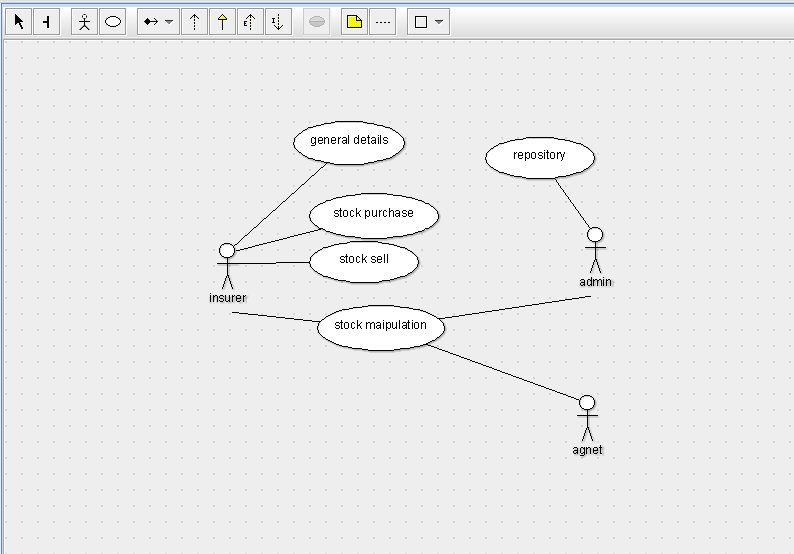 general details
repository
stock purchase
stock sell
admin
insurer
stock maipulation
agnet